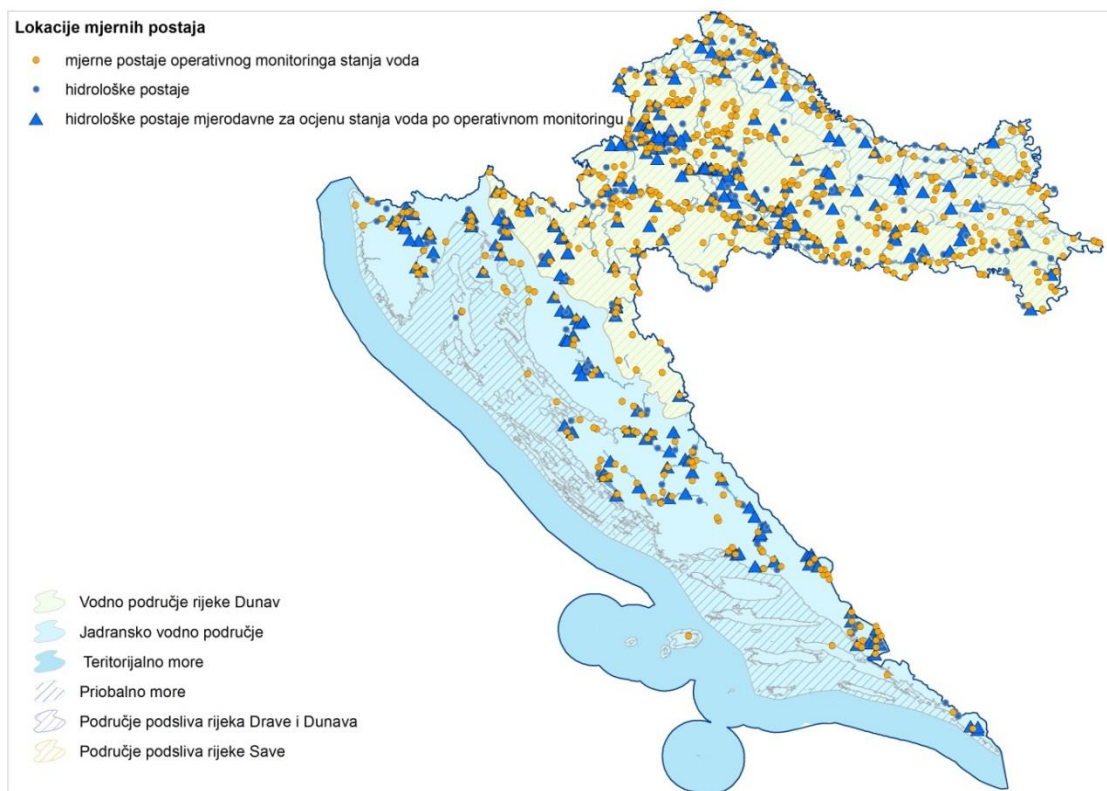 Lokacije mjernih postaja
mjerne postaje operativnog monitoringa stanja voda
hidrološke postaje
hidrološke postaje mjerodavne za ocjenu stanja voda po operativnom monitoringu
Vodno područje rijeke Dunav
Jadransko vodno područje
Teritorijalno more
Priobalno more
Područje podsliva rijeka Drave i Dunava
Područje podsliva rijeke Save